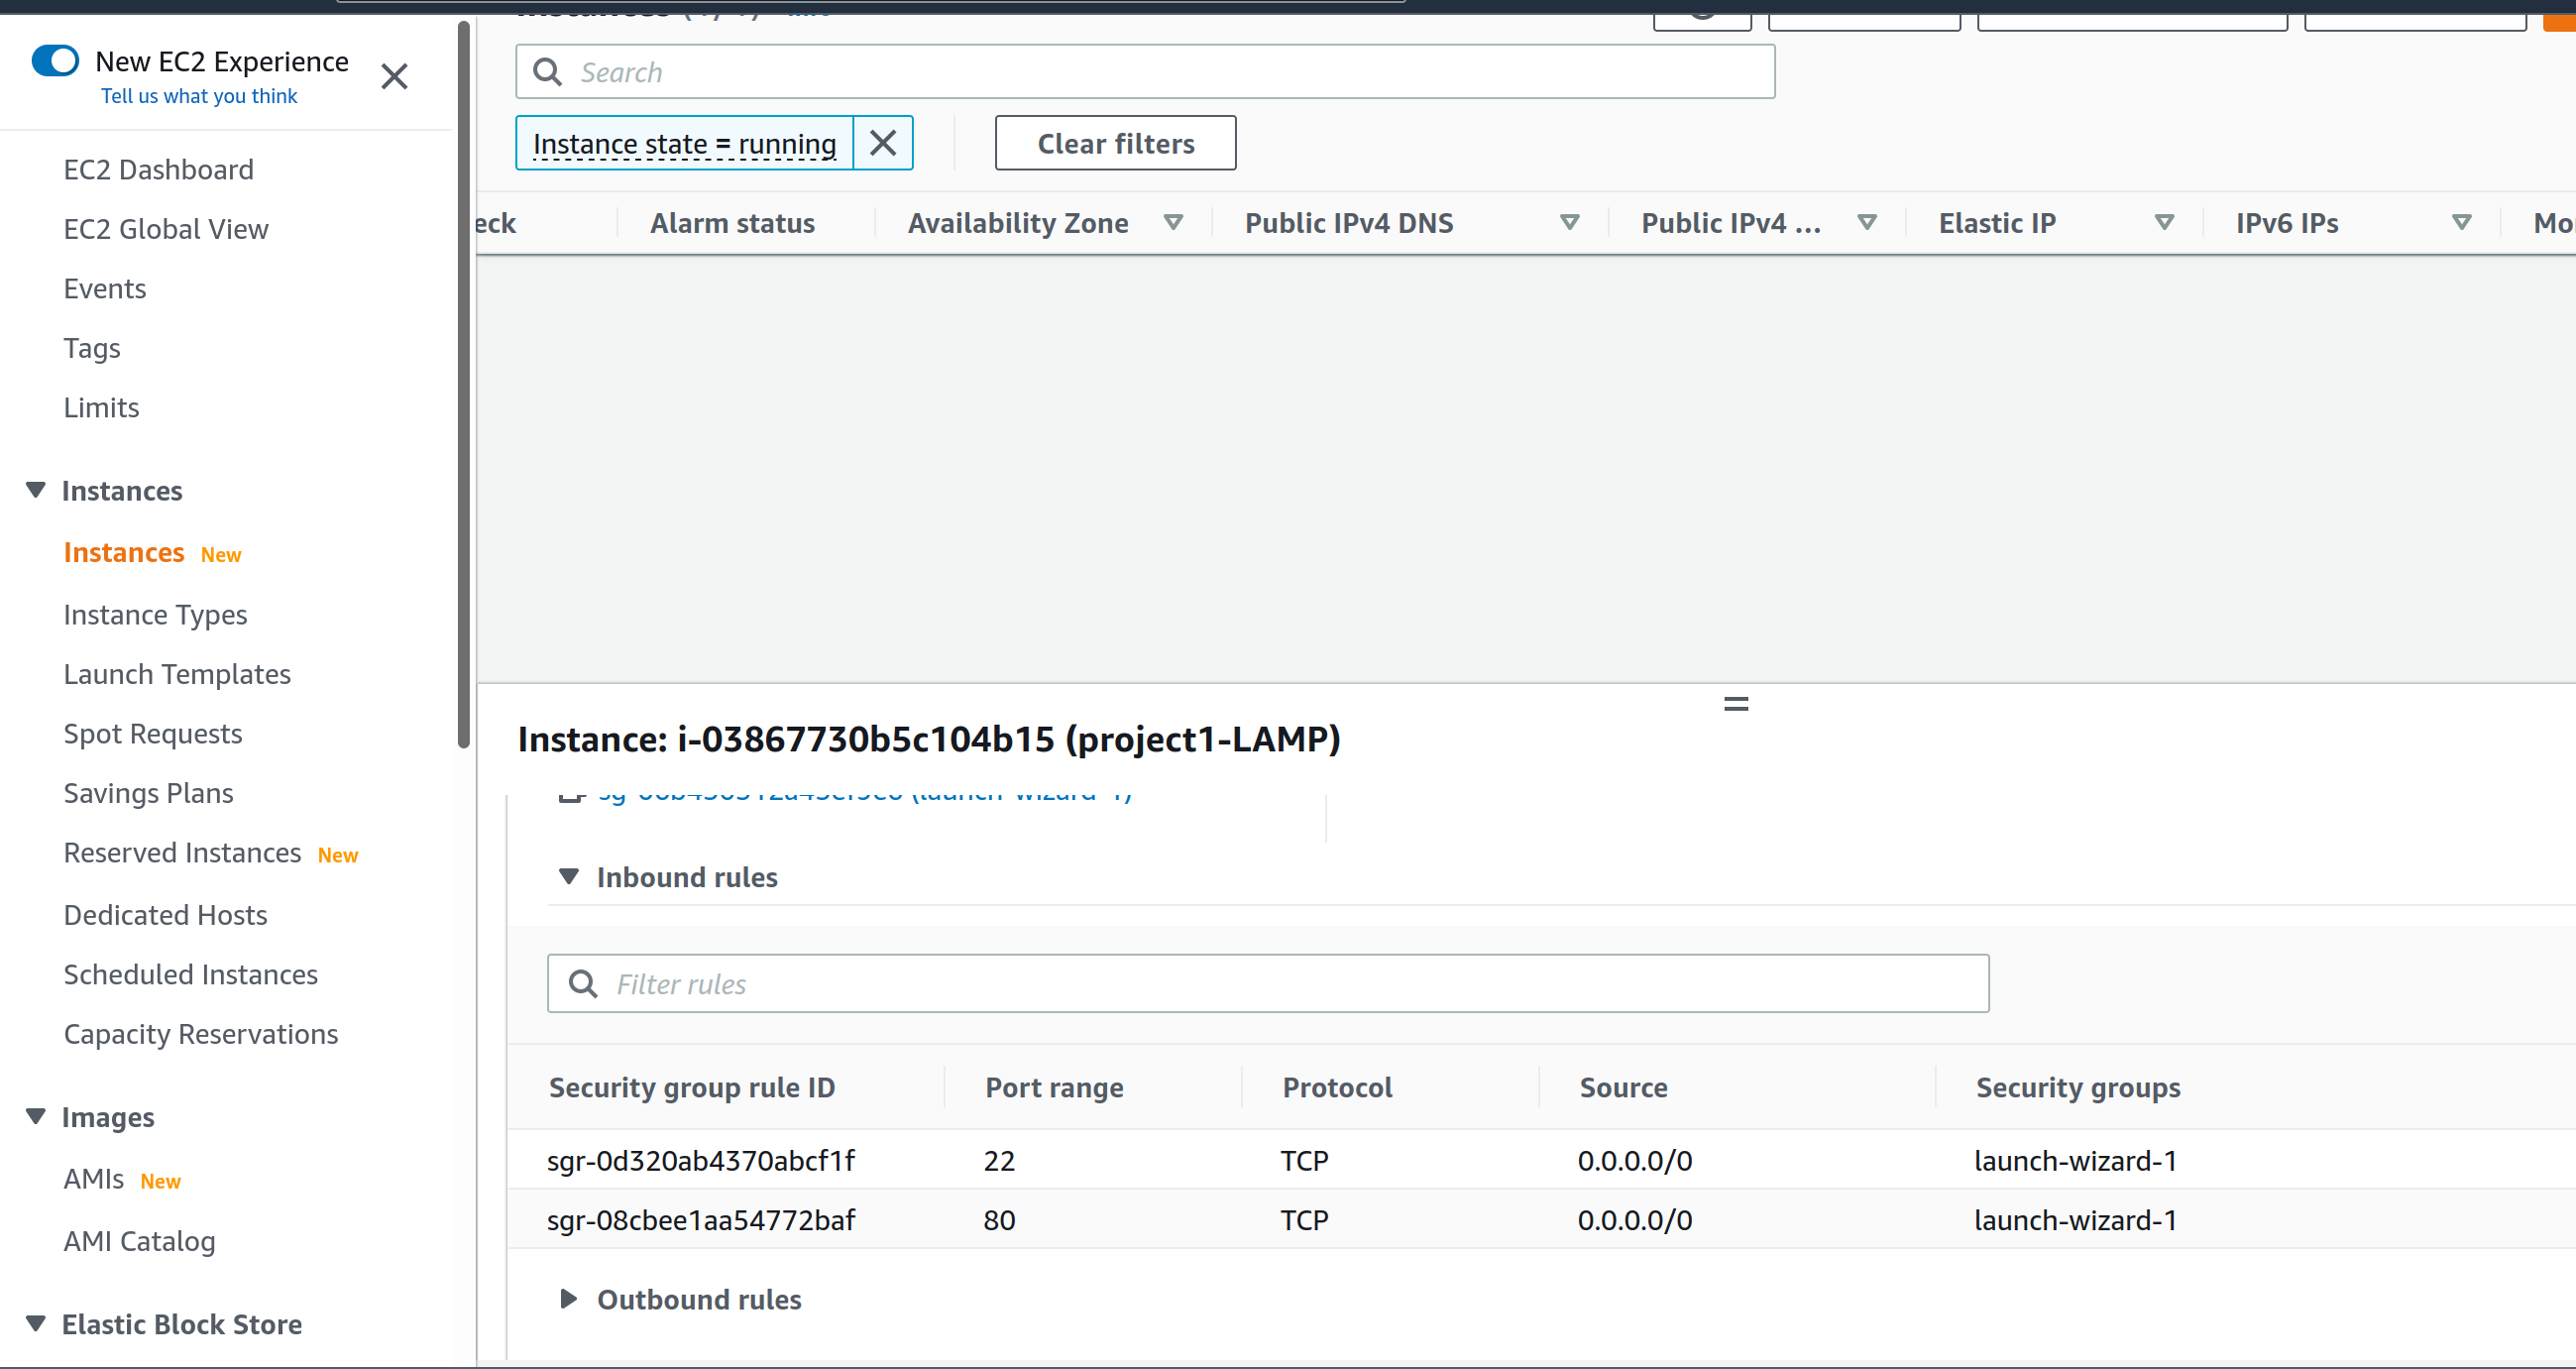 New EC2 Experience
Tell us what you think
EC2 Dashboard
EC2 Global View
Events
Tags
Limits
Instances
Instances New
Instance Types
Launch Templates
Spot Requests
Savings Plans
Reserved Instances New
Dedicated Hosts
Scheduled Instances
Capacity Reservations
Images
AMIs New
AMI Catalog
Elastic Block Store
Search
Instance state = running
Clear filters
eck Alarm status Availability Zone Public IPv4 DNS Public IPv4 ... Elastic IP IPv6 IPs Mo
Instance: i-03867730b5c104b15 (project1-LAMP)
(launch-wizard-1)
Inbound rules
Filter rules
Security group rule ID Port range Protocol Source Security groups
sgr-0d320ab4370abcf1f 22 TCP 0.0.0.0/0 launch-wizard-1
sgr-08cbee1aa54772baf 80 TCP 0.0.0.0/0 launch-wizard-1
Outbound rules